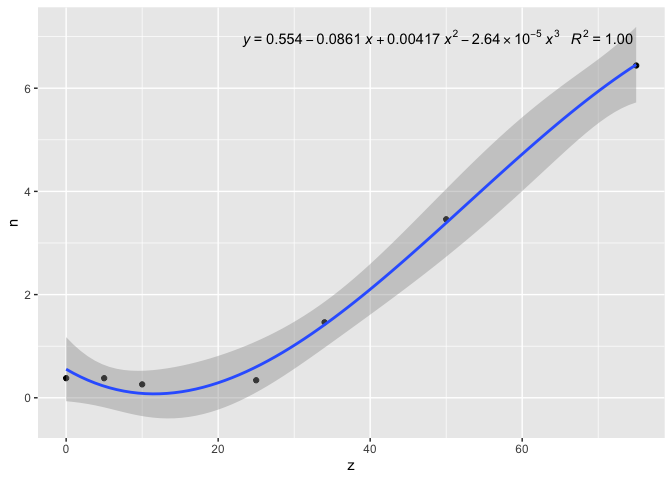 y = 0.554 − 0.0861 x + 0.00417 x² − 2.64 × 10⁻⁵ x³   R² = 1.00
6
4
2
0
n
0 20 40 60
z